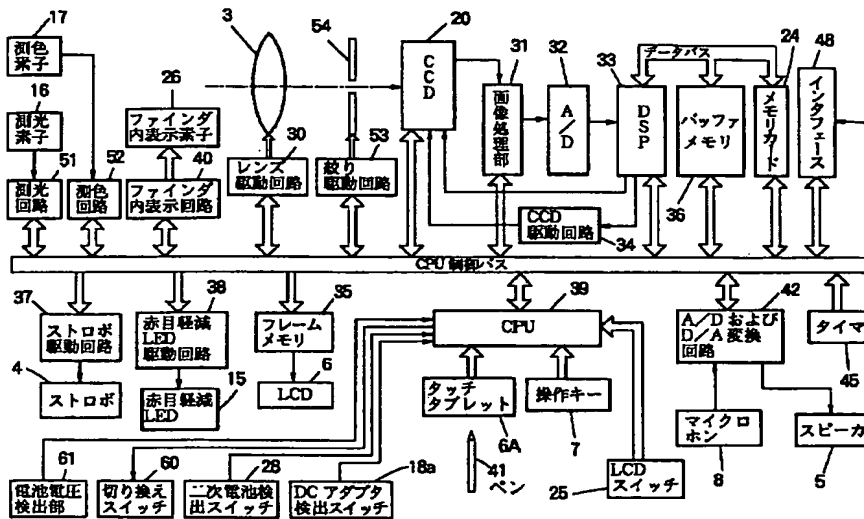 17
測色
素子
16
測光
素子
51
測光
回路
52
測色
回路
26
ファインダ
内表示素子
40
ファインダ
内表示回路
3
54
30
レンズ
駆動回路
53
絞り
駆動回路
20
CCD
31
画像処理部
32
A/D
33
DSP
データバス
バッファ
メモリ
36
24
メモリカード
48
インタフェース
CCD
駆動回路
34
CPU制御バス
37
ストロボ
駆動回路
4
ストロボ
38
赤目軽減
LED
駆動回路
15
赤目軽減
LED
35
フレーム
メモリ
6
LCD
39
CPU
タッチ
タブレット
6A
操作キー
7
41
ペン
42
A/Dおよび
D/A変換
回路
タイマ
45
マイクロ
ホン
8
スピーカ
5
61
電池電圧
検出部
60
切り換え
スイッチ
28
二次電池検
出スイッチ
18a
DCアダプタ
検出スイッチ
25
LCD
スイッチ